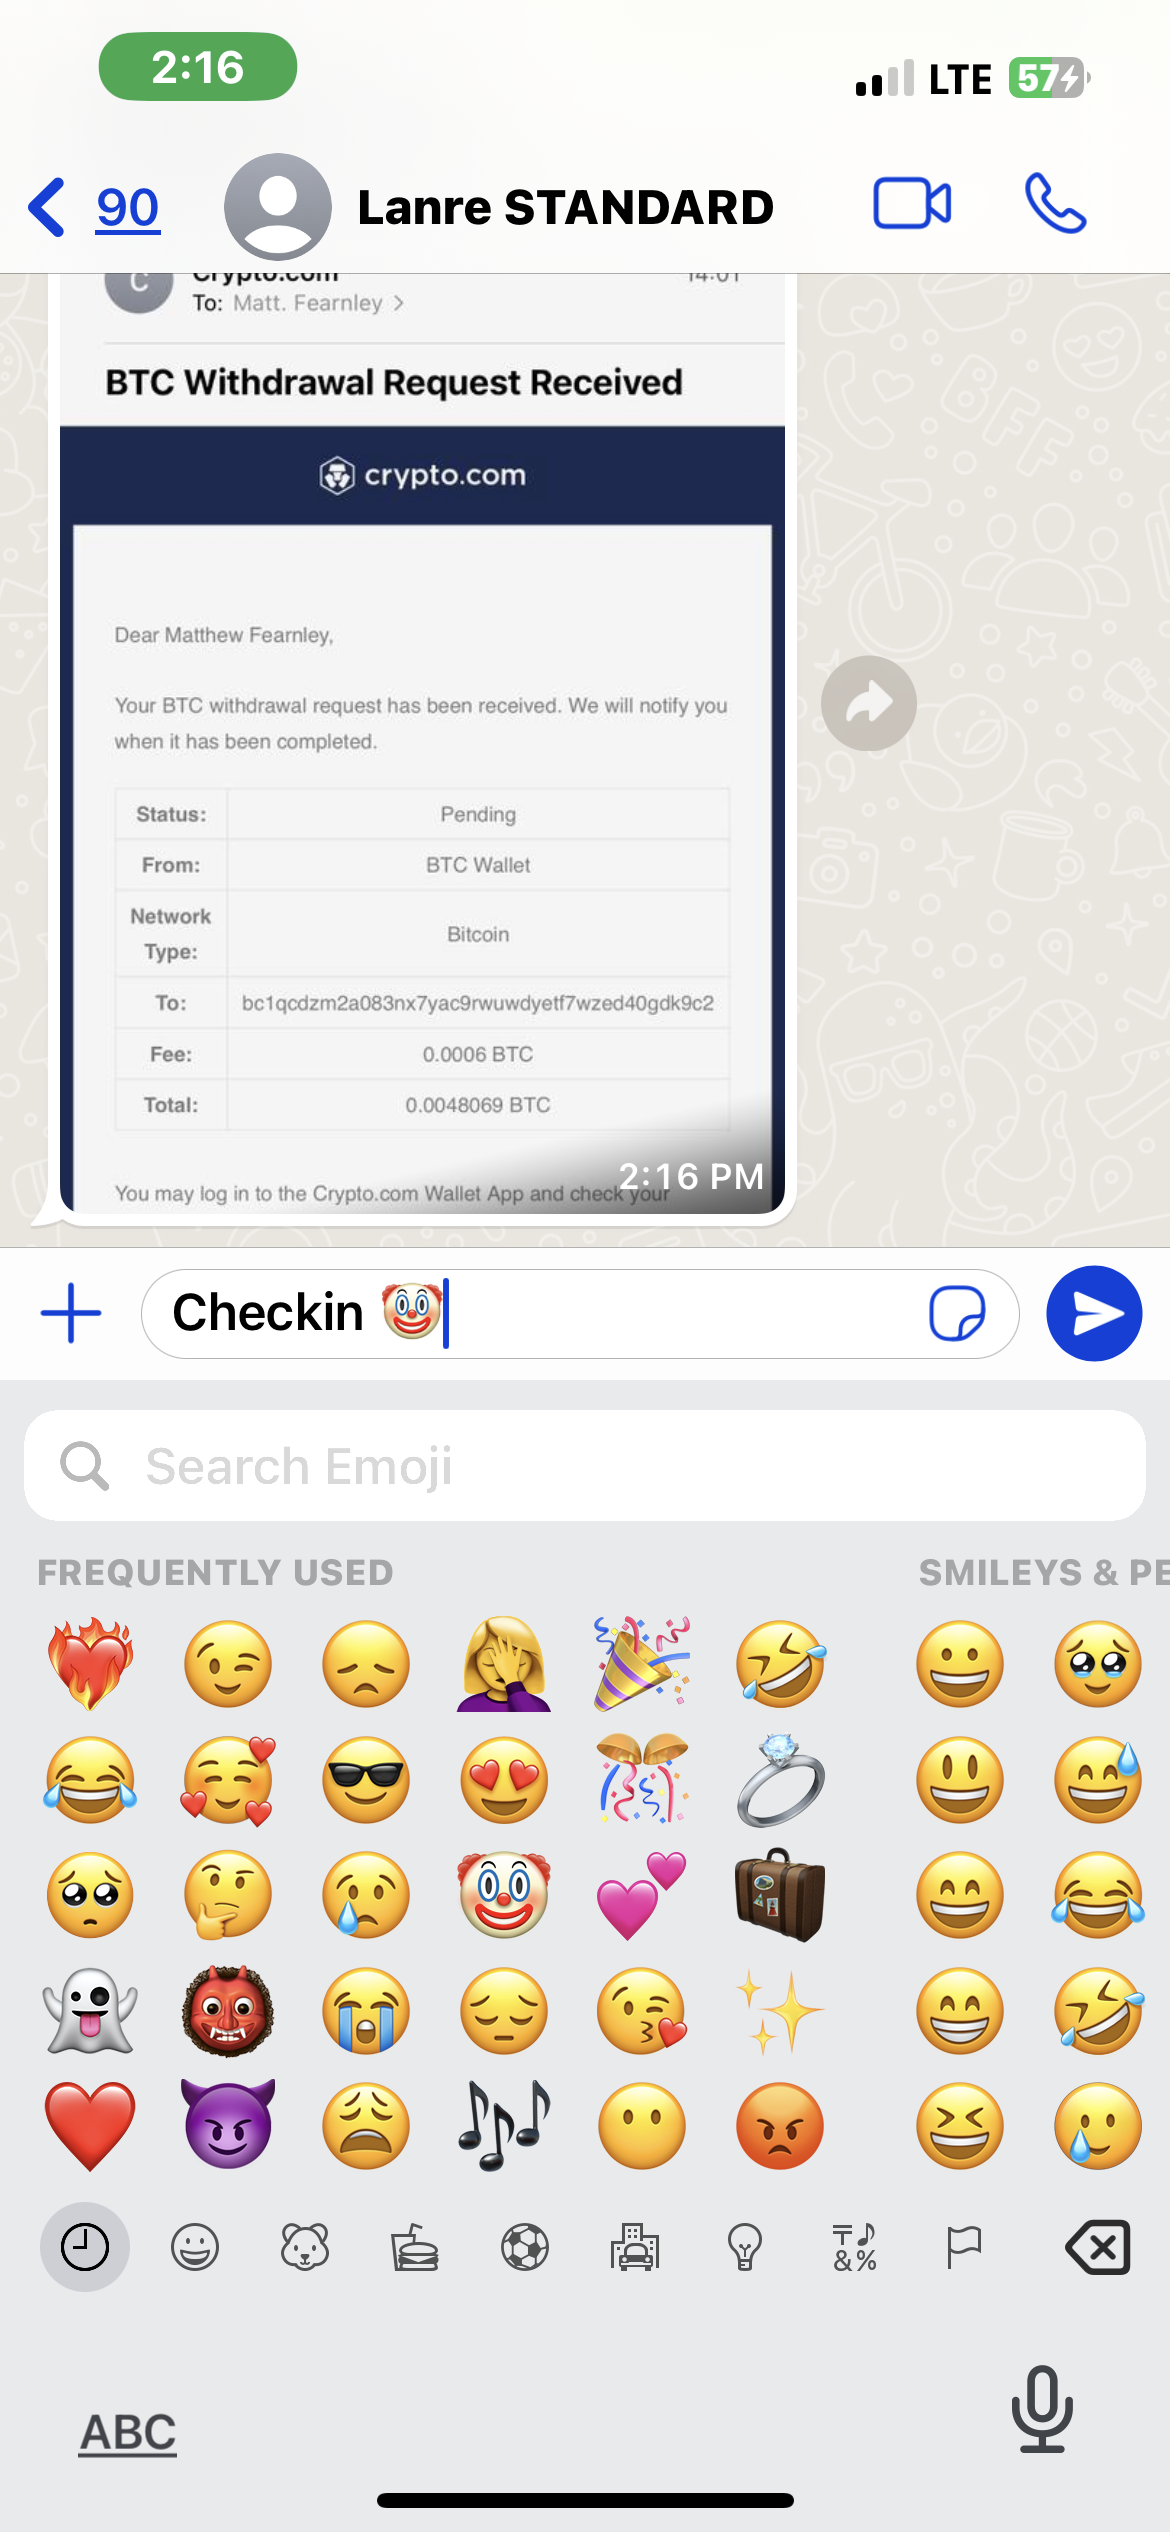 2:16
LTE 57
90 Lanre STANDARD
Crypto.com 14:01
To: Matt. Fearnley >
BTC Withdrawal Request Received
crypto.com
Dear Matthew Fearnley,
Your BTC withdrawal request has been received. We will notify you
when it has been completed.
Status: Pending
From: BTC Wallet
Network
Type: Bitcoin
To: bc1qcdzm2a083nx7yac9rwuwdyetf7wzed40gdk9c2
Fee: 0.0006 BTC
Total: 0.0048069 BTC
You may log in to the Crypto.com Wallet App and check your
2:16 PM
Checkin 🤡
Search Emoji
FREQUENTLY USED SMILEYS & PE
ABC